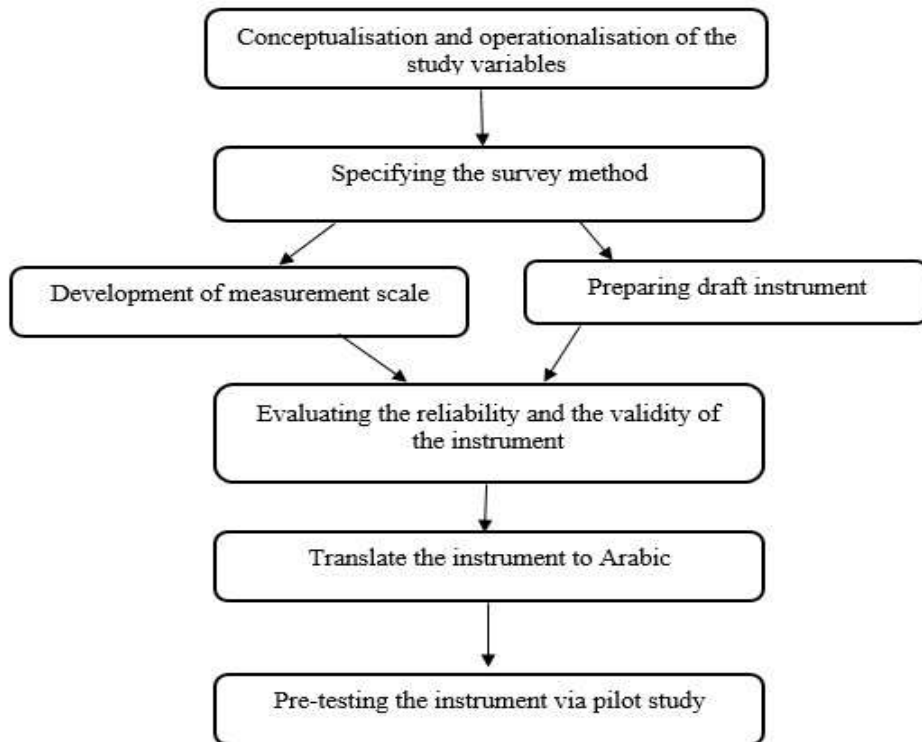 Conceptualisation and operationalisation of the
study variables
Specifying the survey method
Development of measurement scale
Preparing draft instrument
Evaluating the reliability and the validity of
the instrument
Translate the instrument to Arabic
Pre-testing the instrument via pilot study